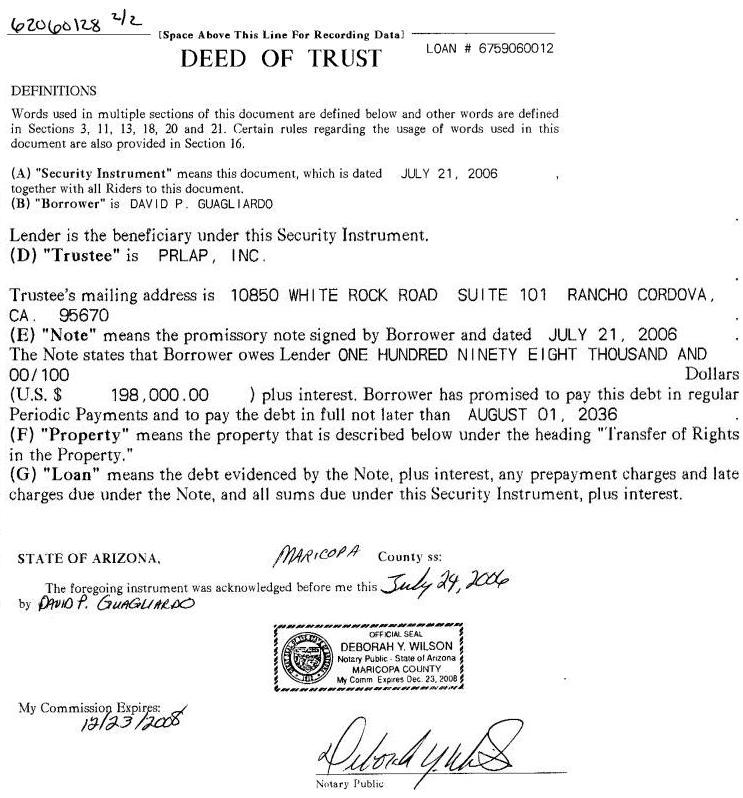 62060128 2/2
[Space Above This Line For Recording Data]
DEED OF TRUST
LOAN # 6759060012
DEFINITIONS
Words used in multiple sections of this document are defined below and other words are defined
in Sections 3, 11, 13, 18, 20 and 21. Certain rules regarding the usage of words used in this
document are also provided in Section 16.
(A) "Security Instrument" means this document, which is dated JULY 21, 2006 ,
together with all Riders to this document.
(B) "Borrower" is DAVID P. GUAGLIARDO
Lender is the beneficiary under this Security Instrument.
(D) "Trustee" is PRLAP, INC.
.
Trustee's mailing address is 10850 WHITE ROCK ROAD SUITE 101 RANCHO CORDOVA,
CA. 95670 .
(E) "Note" means the promissory note signed by Borrower and dated JULY 21, 2006 .
The Note states that Borrower owes Lender ONE HUNDRED NINETY EIGHT THOUSAND AND
00/100 Dollars
(U.S. $ 198,000.00 ) plus interest. Borrower has promised to pay this debt in regular
Periodic Payments and to pay the debt in full not later than AUGUST 01, 2036 .
(F) "Property" means the property that is described below under the heading "Transfer of Rights
in the Property."
(G) "Loan" means the debt evidenced by the Note, plus interest, any prepayment charges and late
charges due under the Note, and all sums due under this Security Instrument, plus interest.
STATE OF ARIZONA, MARICOPA County ss:
The foregoing instrument was acknowledged before me this July 24, 2006
by DAVID P. GUAGLIARDO
OFFICIAL SEAL
DEBORAH Y. WILSON
Notary Public - State of Arizona
MARICOPA COUNTY
My Comm Expires Dec. 23, 2008
My Commission Expires:
12/23/2008
Deborah Y. Wilson
Notary Public